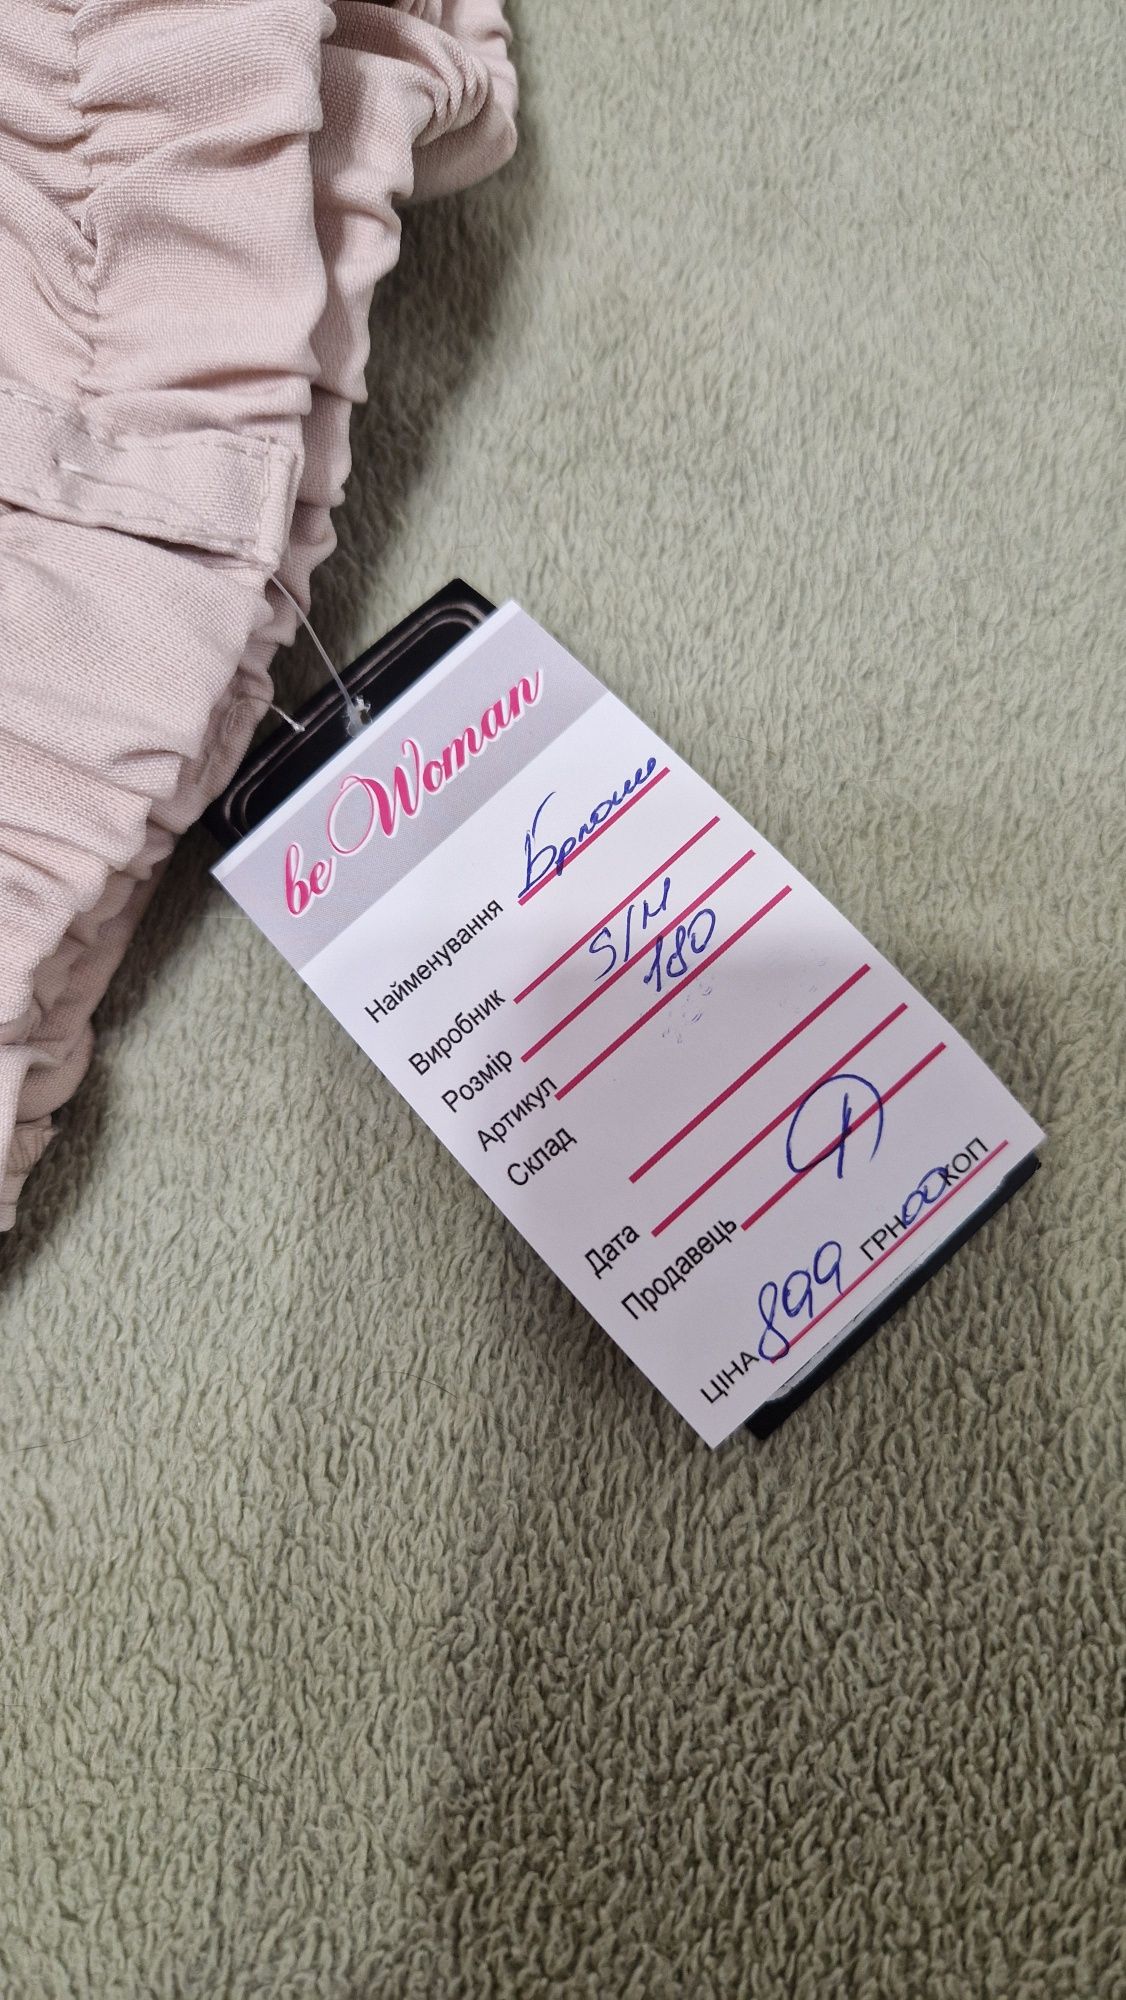 be Woman
Найменування Брюки
Виробник
Розмір S/M
Артикул 180
Склад
Дата
Продавець
ЦІНА 899 ГРН 00 КОП